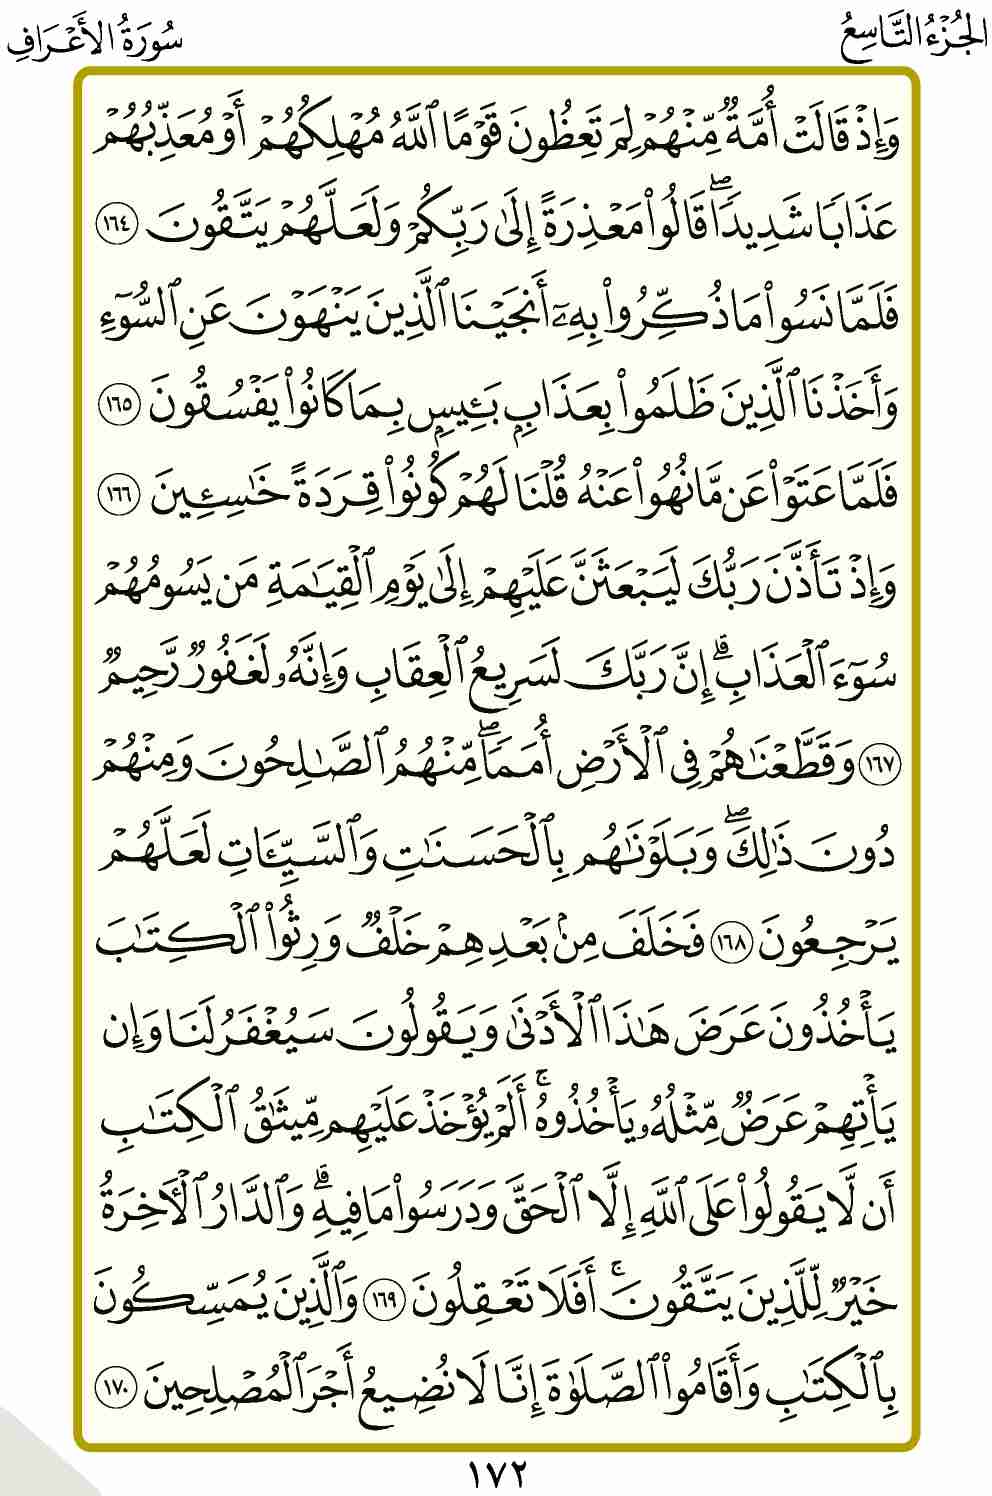 الجُزْءُ التَّاسِعُ
سُورَةُ الأَعْرَافِ
وَإِذْ قَالَتْ أُمَّةٌ مِّنْهُمْ لِمَ تَعِظُونَ قَوْمًا ٱللَّهُ مُهْلِكُهُمْ أَوْ مُعَذِّبُهُمْ
عَذَابًا شَدِيدًا ۖ قَالُوا۟ مَعْذِرَةً إِلَىٰ رَبِّكُمْ وَلَعَلَّهُمْ يَتَّقُونَ ١٦٤
فَلَمَّا نَسُوا۟ مَا ذُكِّرُوا۟ بِهِۦٓ أَنجَيْنَا ٱلَّذِينَ يَنْهَوْنَ عَنِ ٱلسُّوٓءِ
وَأَخَذْنَا ٱلَّذِينَ ظَلَمُوا۟ بِعَذَابٍۭ بَـِٔيسٍۭ بِمَا كَانُوا۟ يَفْسُقُونَ ١٦٥
فَلَمَّا عَتَوْا۟ عَن مَّا نُهُوا۟ عَنْهُ قُلْنَا لَهُمْ كُونُوا۟ قِرَدَةً خَـٰسِـِٔينَ ١٦٦
وَإِذْ تَأَذَّنَ رَبُّكَ لَيَبْعَثَنَّ عَلَيْهِمْ إِلَىٰ يَوْمِ ٱلْقِيَـٰمَةِ مَن يَسُومُهُمْ
سُوٓءَ ٱلْعَذَابِ ۗ إِنَّ رَبَّكَ لَسَرِيعُ ٱلْعِقَابِ ۖ وَإِنَّهُۥ لَغَفُورٌ رَّحِيمٌ
١٦٧ وَقَطَّعْنَـٰهُمْ فِى ٱلْأَرْضِ أُمَمًا ۖ مِّنْهُمُ ٱلصَّـٰلِحُونَ وَمِنْهُمْ
دُونَ ذَٰلِكَ ۖ وَبَلَوْنَـٰهُم بِٱلْحَسَنَـٰتِ وَٱلسَّيِّـَٔاتِ لَعَلَّهُمْ
يَرْجِعُونَ ١٦٨ فَخَلَفَ مِنۢ بَعْدِهِمْ خَلْفٌ وَرِثُوا۟ ٱلْكِتَـٰبَ
يَأْخُذُونَ عَرَضَ هَـٰذَا ٱلْأَدْنَىٰ وَيَقُولُونَ سَيُغْفَرُ لَنَا وَإِن
يَأْتِهِمْ عَرَضٌ مِّثْلُهُۥ يَأْخُذُوهُ ۚ أَلَمْ يُؤْخَذْ عَلَيْهِم مِّيثَـٰقُ ٱلْكِتَـٰبِ
أَن لَّا يَقُولُوا۟ عَلَى ٱللَّهِ إِلَّا ٱلْحَقَّ وَدَرَسُوا۟ مَا فِيهِ ۗ وَٱلدَّارُ ٱلْـَٔاخِرَةُ
خَيْرٌ لِّلَّذِينَ يَتَّقُونَ ۚ أَفَلَا تَعْقِلُونَ ١٦٩ وَٱلَّذِينَ يُمَسِّكُونَ
بِٱلْكِتَـٰبِ وَأَقَامُوا۟ ٱلصَّلَوٰةَ إِنَّا لَا نُضِيعُ أَجْرَ ٱلْمُصْلِحِينَ ١٧٠
١٧٢